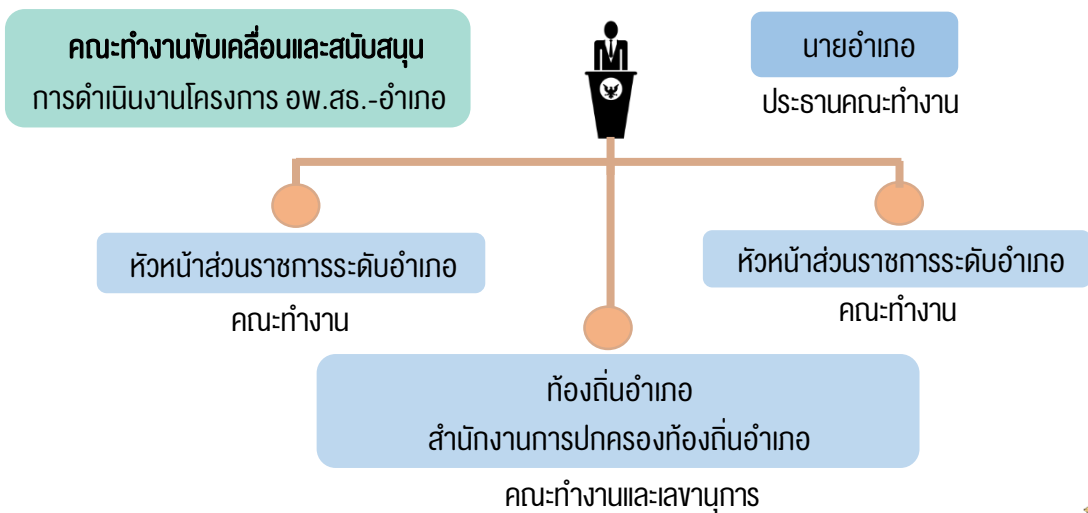 คณะทำงานขับเคลื่อนและสนับสนุน
การดำเนินงานโครงการ อพ.สธ.-อำเภอ
นายอำเภอ
ประธานคณะทำงาน
หัวหน้าส่วนราชการระดับอำเภอ
คณะทำงาน
หัวหน้าส่วนราชการระดับอำเภอ
คณะทำงาน
ท้องถิ่นอำเภอ
สำนักงานการปกครองท้องถิ่นอำเภอ
คณะทำงานและเลขานุการ